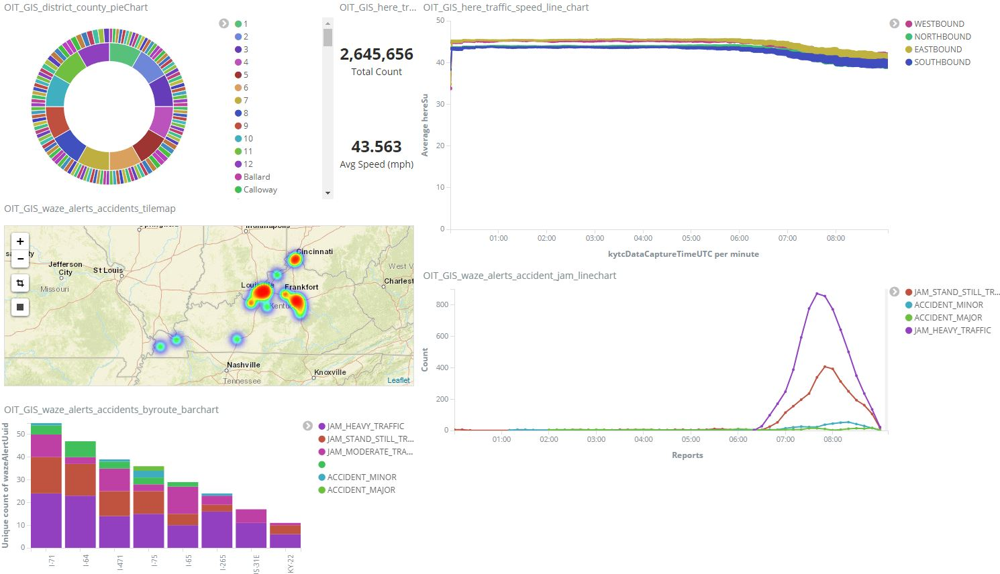 OIT_GIS_district_county_pieChart
1
2
3
4
5
6
7
8
9
10
11
12
Ballard
Calloway
OIT_GIS_here_tr...
2,645,656
Total Count
43.563
Avg Speed (mph)
OIT_GIS_here_traffic_speed_line_chart
50
40
30
20
10
0
Average hereSu
01:00
02:00
03:00
04:00
05:00
06:00
07:00
08:00
kytcDataCaptureTimeUTC per minute
WESTBOUND
NORTHBOUND
EASTBOUND
SOUTHBOUND
OIT_GIS_waze_alerts_accidents_tilemap
+
−
Indianapolis
Cincinnati
West V
Jefferson
City
St Louis
Missouri
Louisville
Frankfort
Charlest
Kentu
Nashville
Knoxville
Tennessee
Leaflet
OIT_GIS_waze_alerts_accident_jam_linechart
800
600
400
200
0
Count
01:00
02:00
03:00
04:00
05:00
06:00
07:00
08:00
Reports
JAM_STAND_STILL_TR...
ACCIDENT_MINOR
ACCIDENT_MAJOR
JAM_HEAVY_TRAFFIC
OIT_GIS_waze_alerts_accidents_byroute_barchart
50
40
30
20
10
0
Unique count of wazeAlertUuid
I-71
I-64
I-471
I-75
I-65
I-265
IS-31E
KY-22
JAM_HEAVY_TRAFFIC
JAM_STAND_STILL_TR...
JAM_MODERATE_TRA...
ACCIDENT_MINOR
ACCIDENT_MAJOR